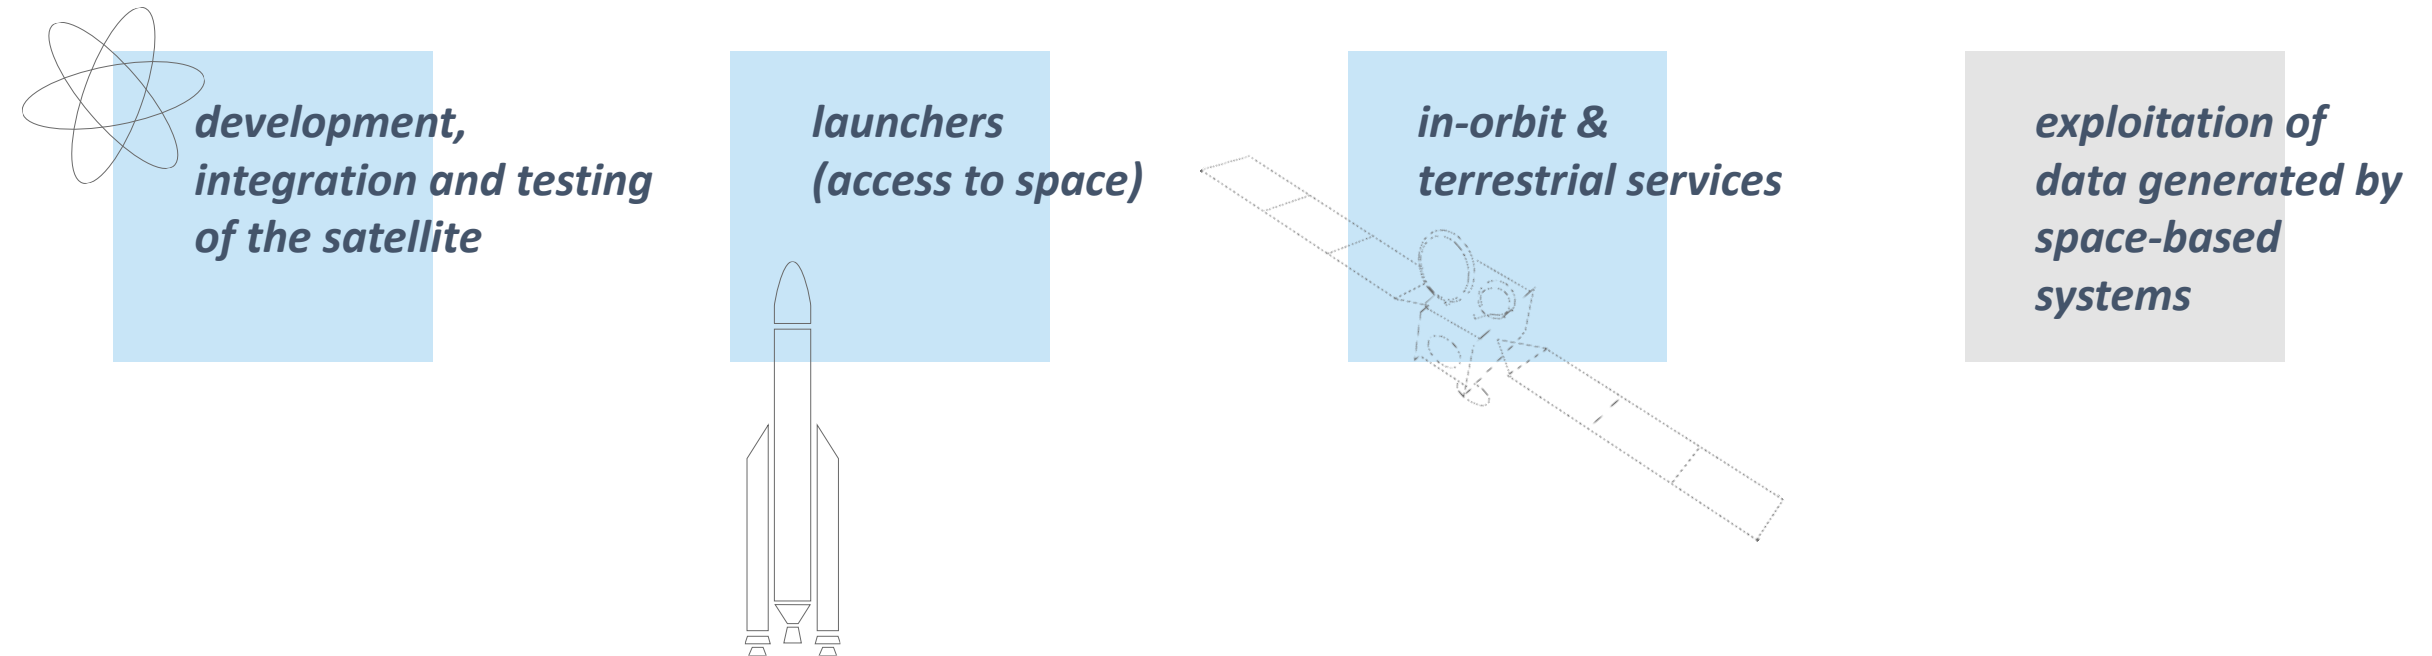 development,
integration and testing
of the satellite
launchers
(access to space)
in-orbit &
terrestrial services
exploitation of
data generated by
space-based
systems